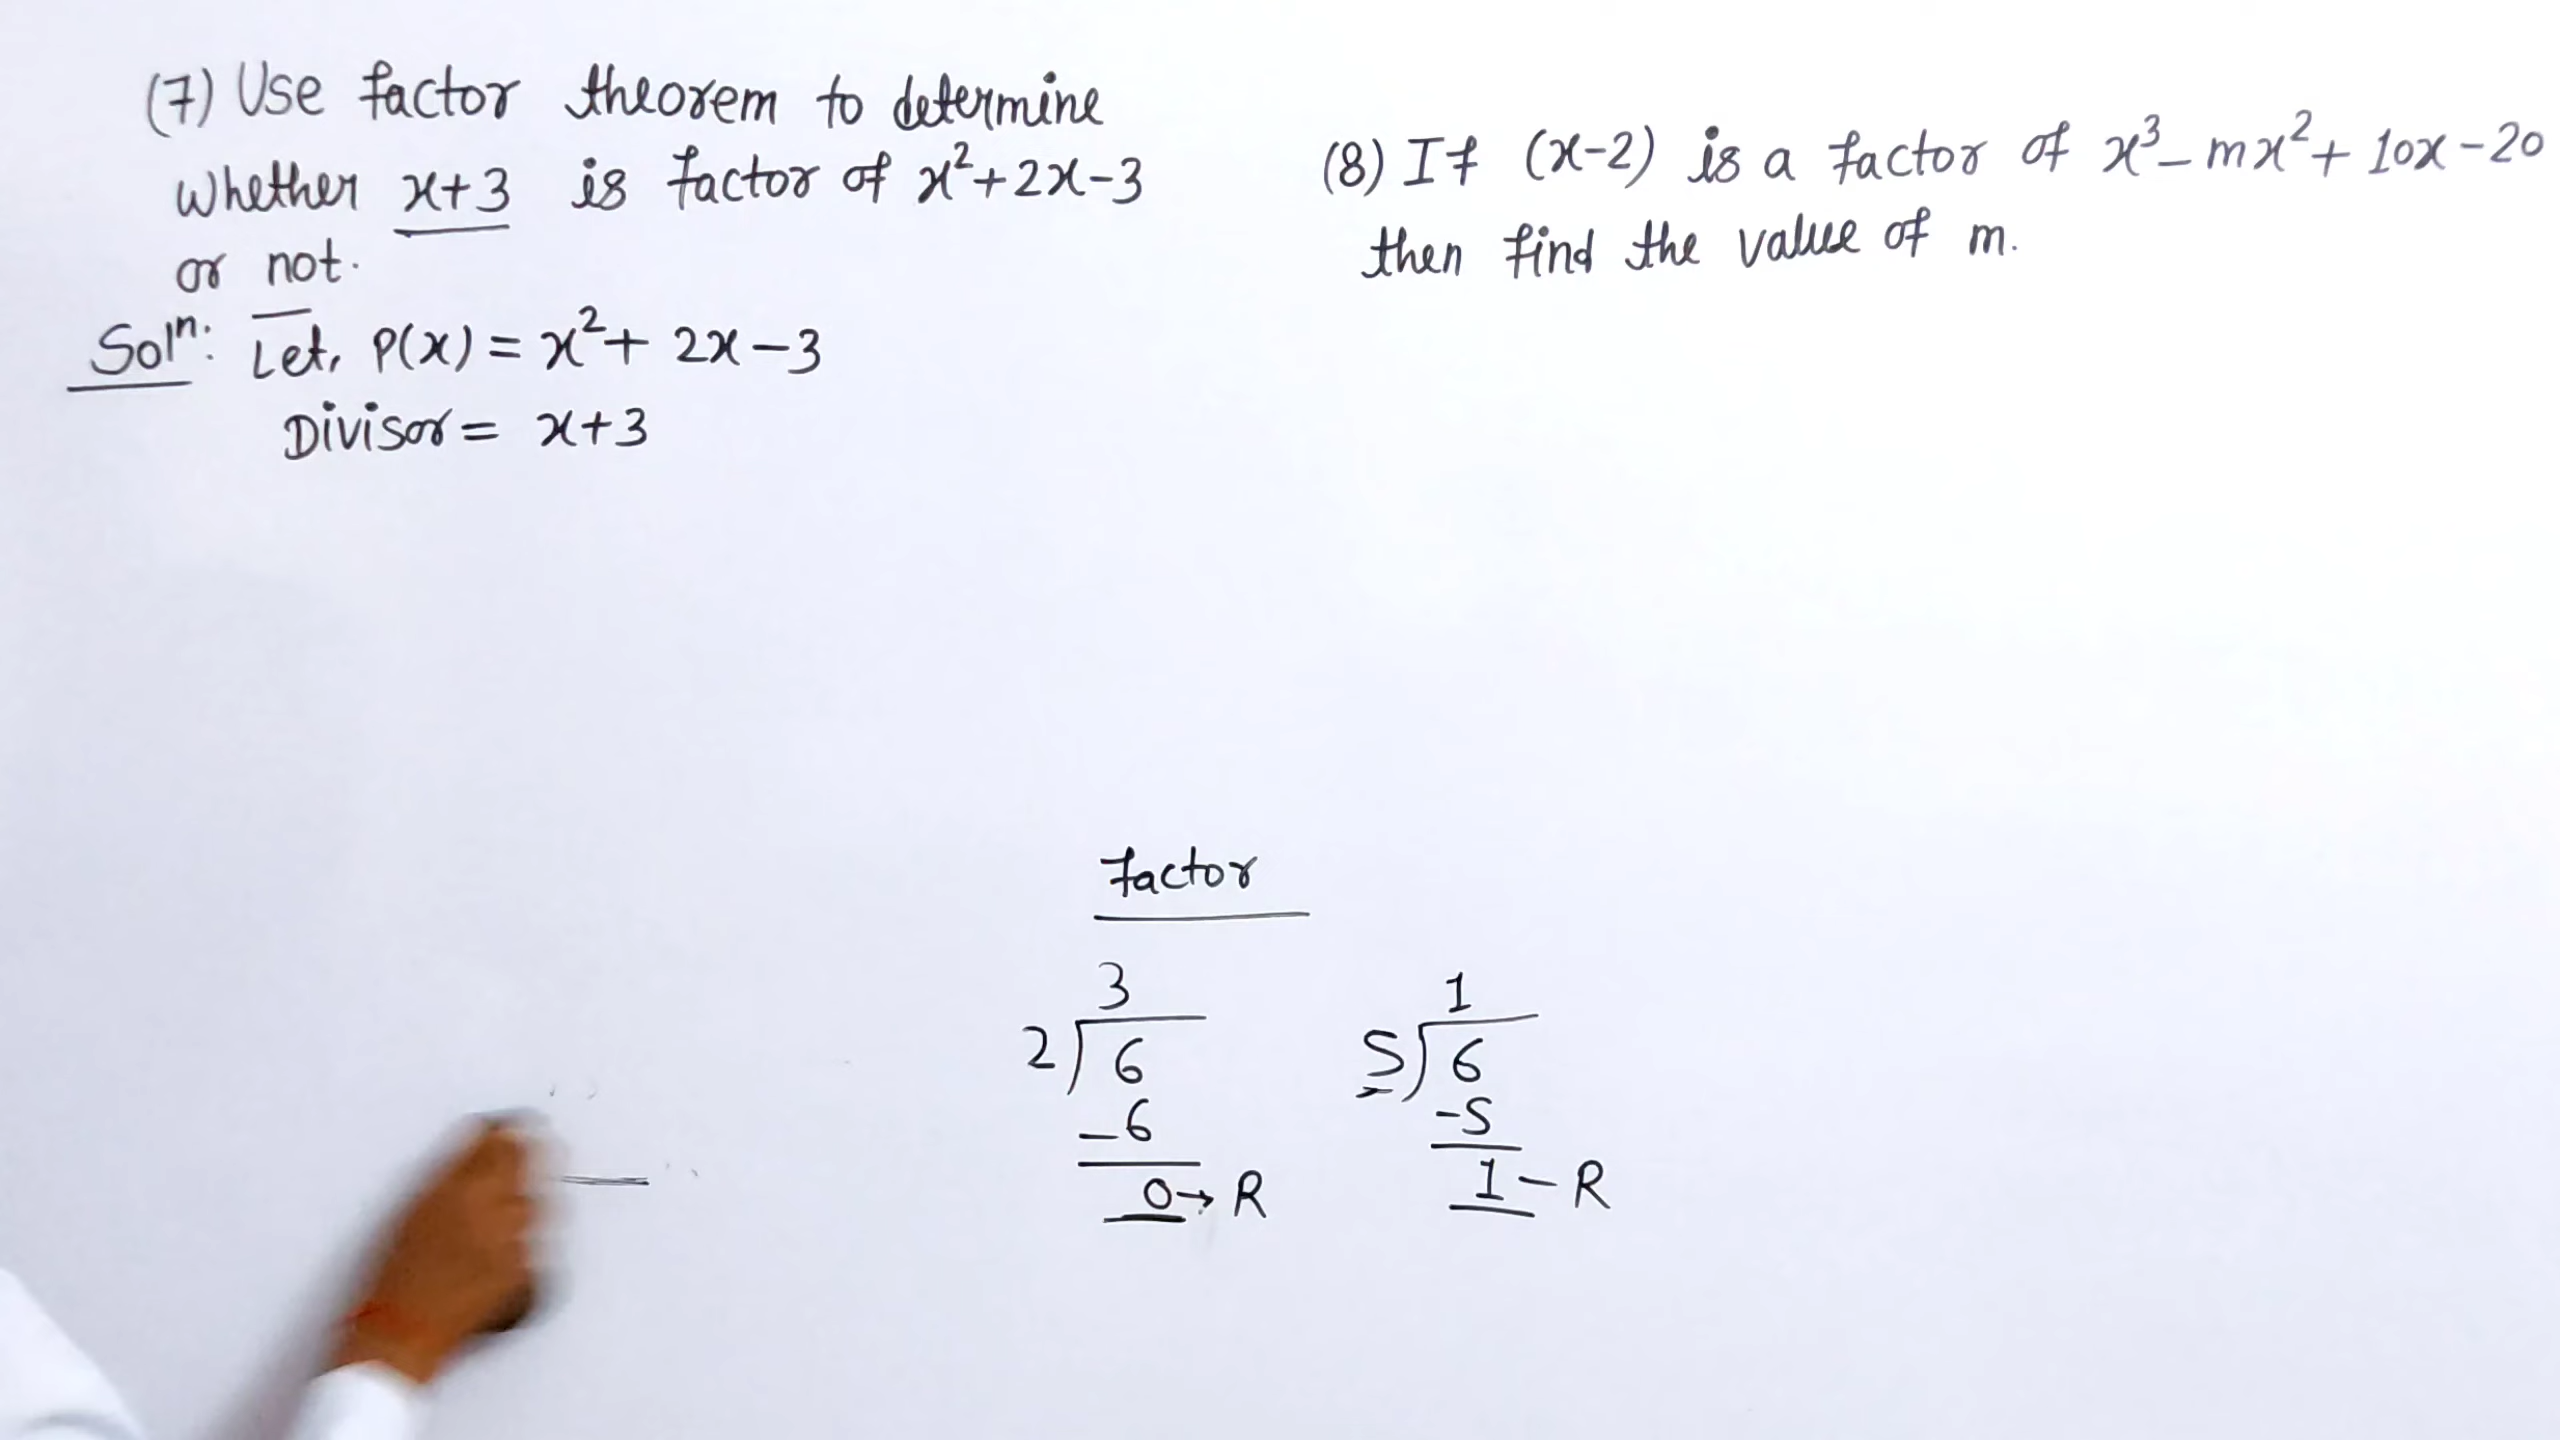 (7) Use factor theorem to determine
whether x+3 is factor of x²+2x-3
or not.
Solⁿ: Let, P(x) = x²+ 2x-3
Divisor = x+3
(8) If (x-2) is a factor of x³-mx²+10x-20
then find the value of m.
factor
3
2)6
-6
0→R
1
5)6
-5
1-R